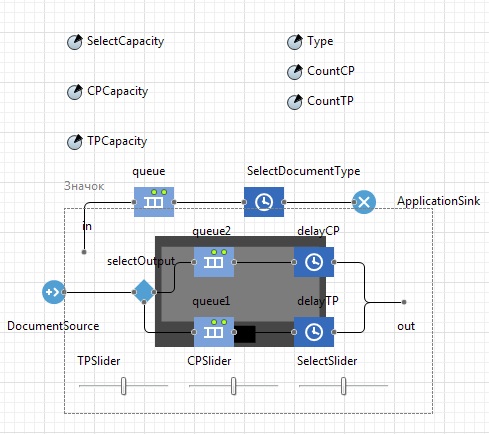 SelectCapacity
Type
CountCP
CPCapacity
CountTP
TPCapacity
queue
SelectDocumentType
Значок
ApplicationSink
in
queue2
delayCP
selectOutput
queue1
delayTP
DocumentSource
out
TPSlider
CPSlider
SelectSlider